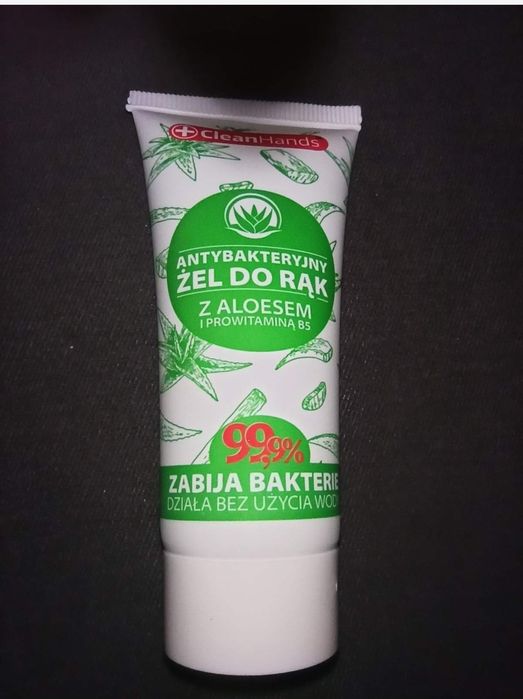 CleanHands
ANTYBAKTERYJNY
ŻEL DO RĄK
Z ALOESEM
I PROWITAMINĄ B5
99,9%
ZABIJA BAKTERIE
DZIAŁA BEZ UŻYCIA WOD